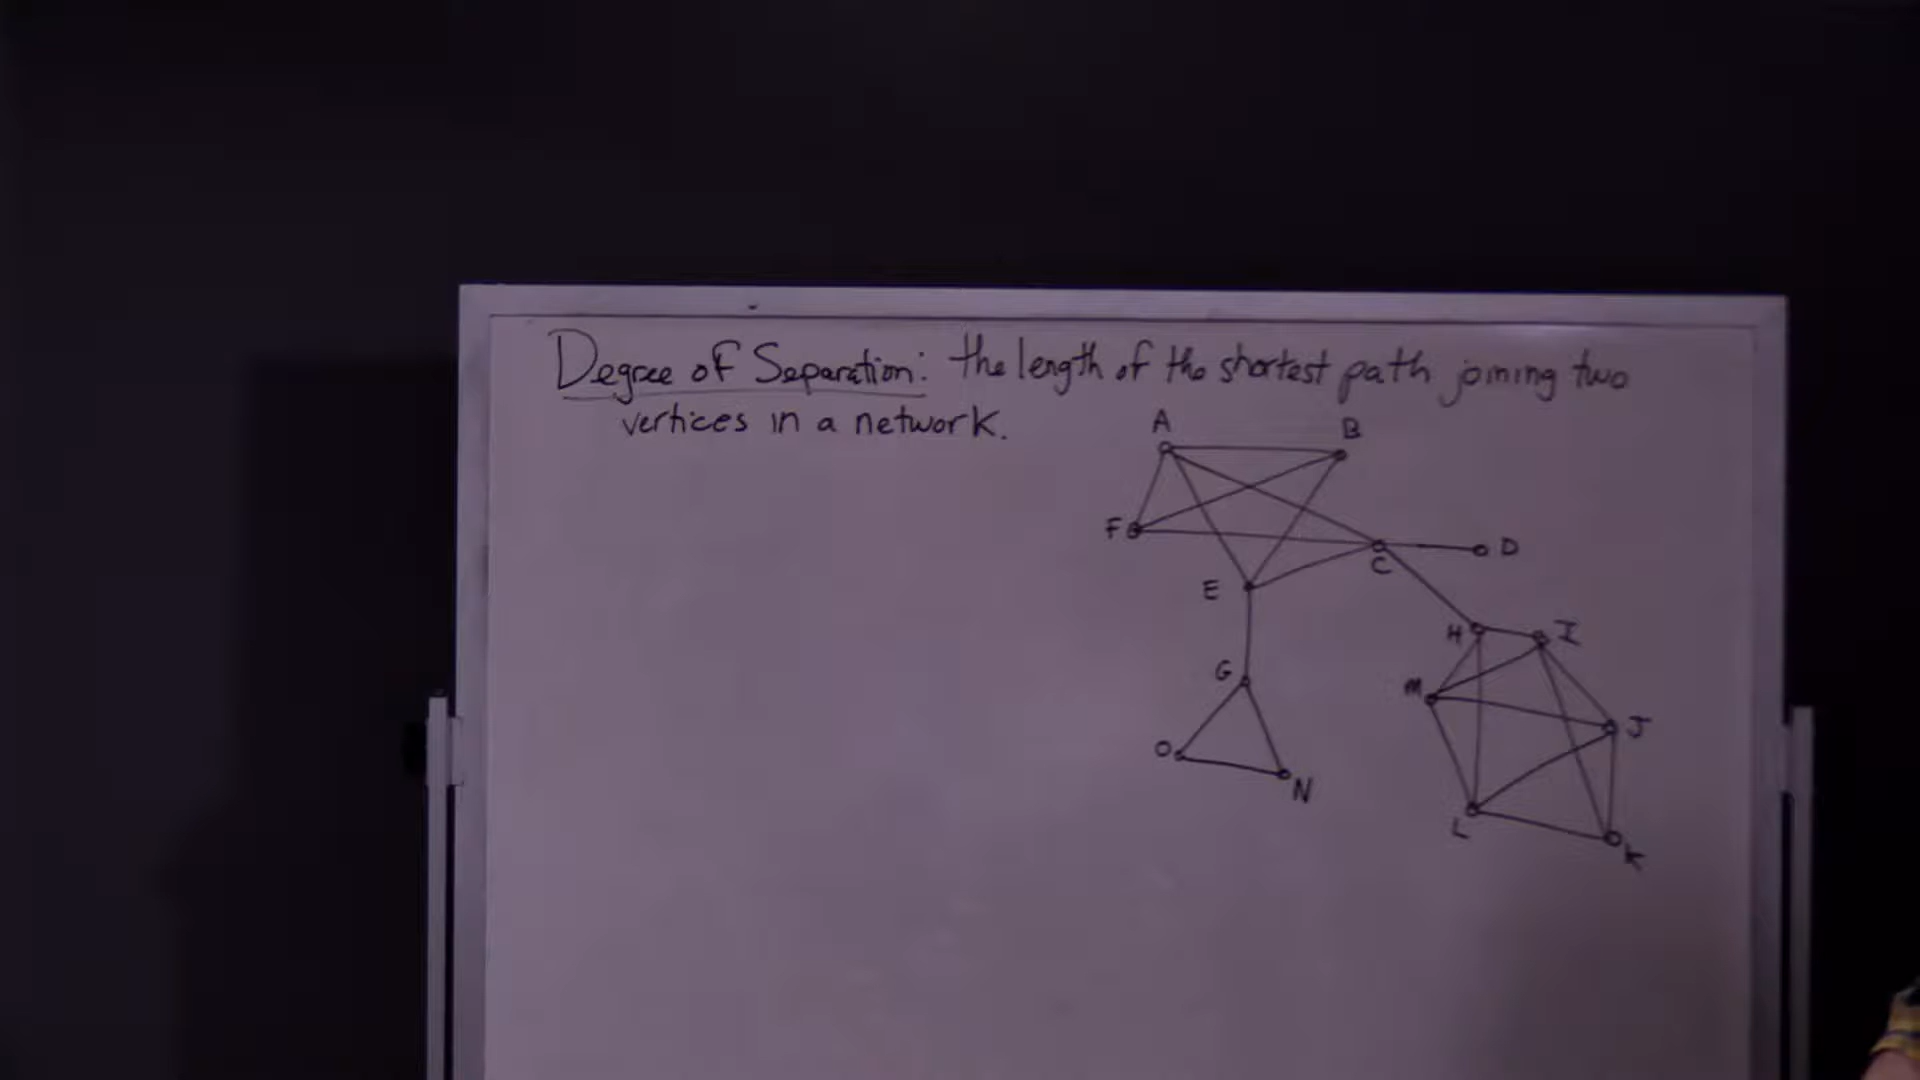 Degree of Separation: the length of the shortest path joining two
vertices in a network.
A B
F
C D
E
H I
G
M
J
O
N
L
K